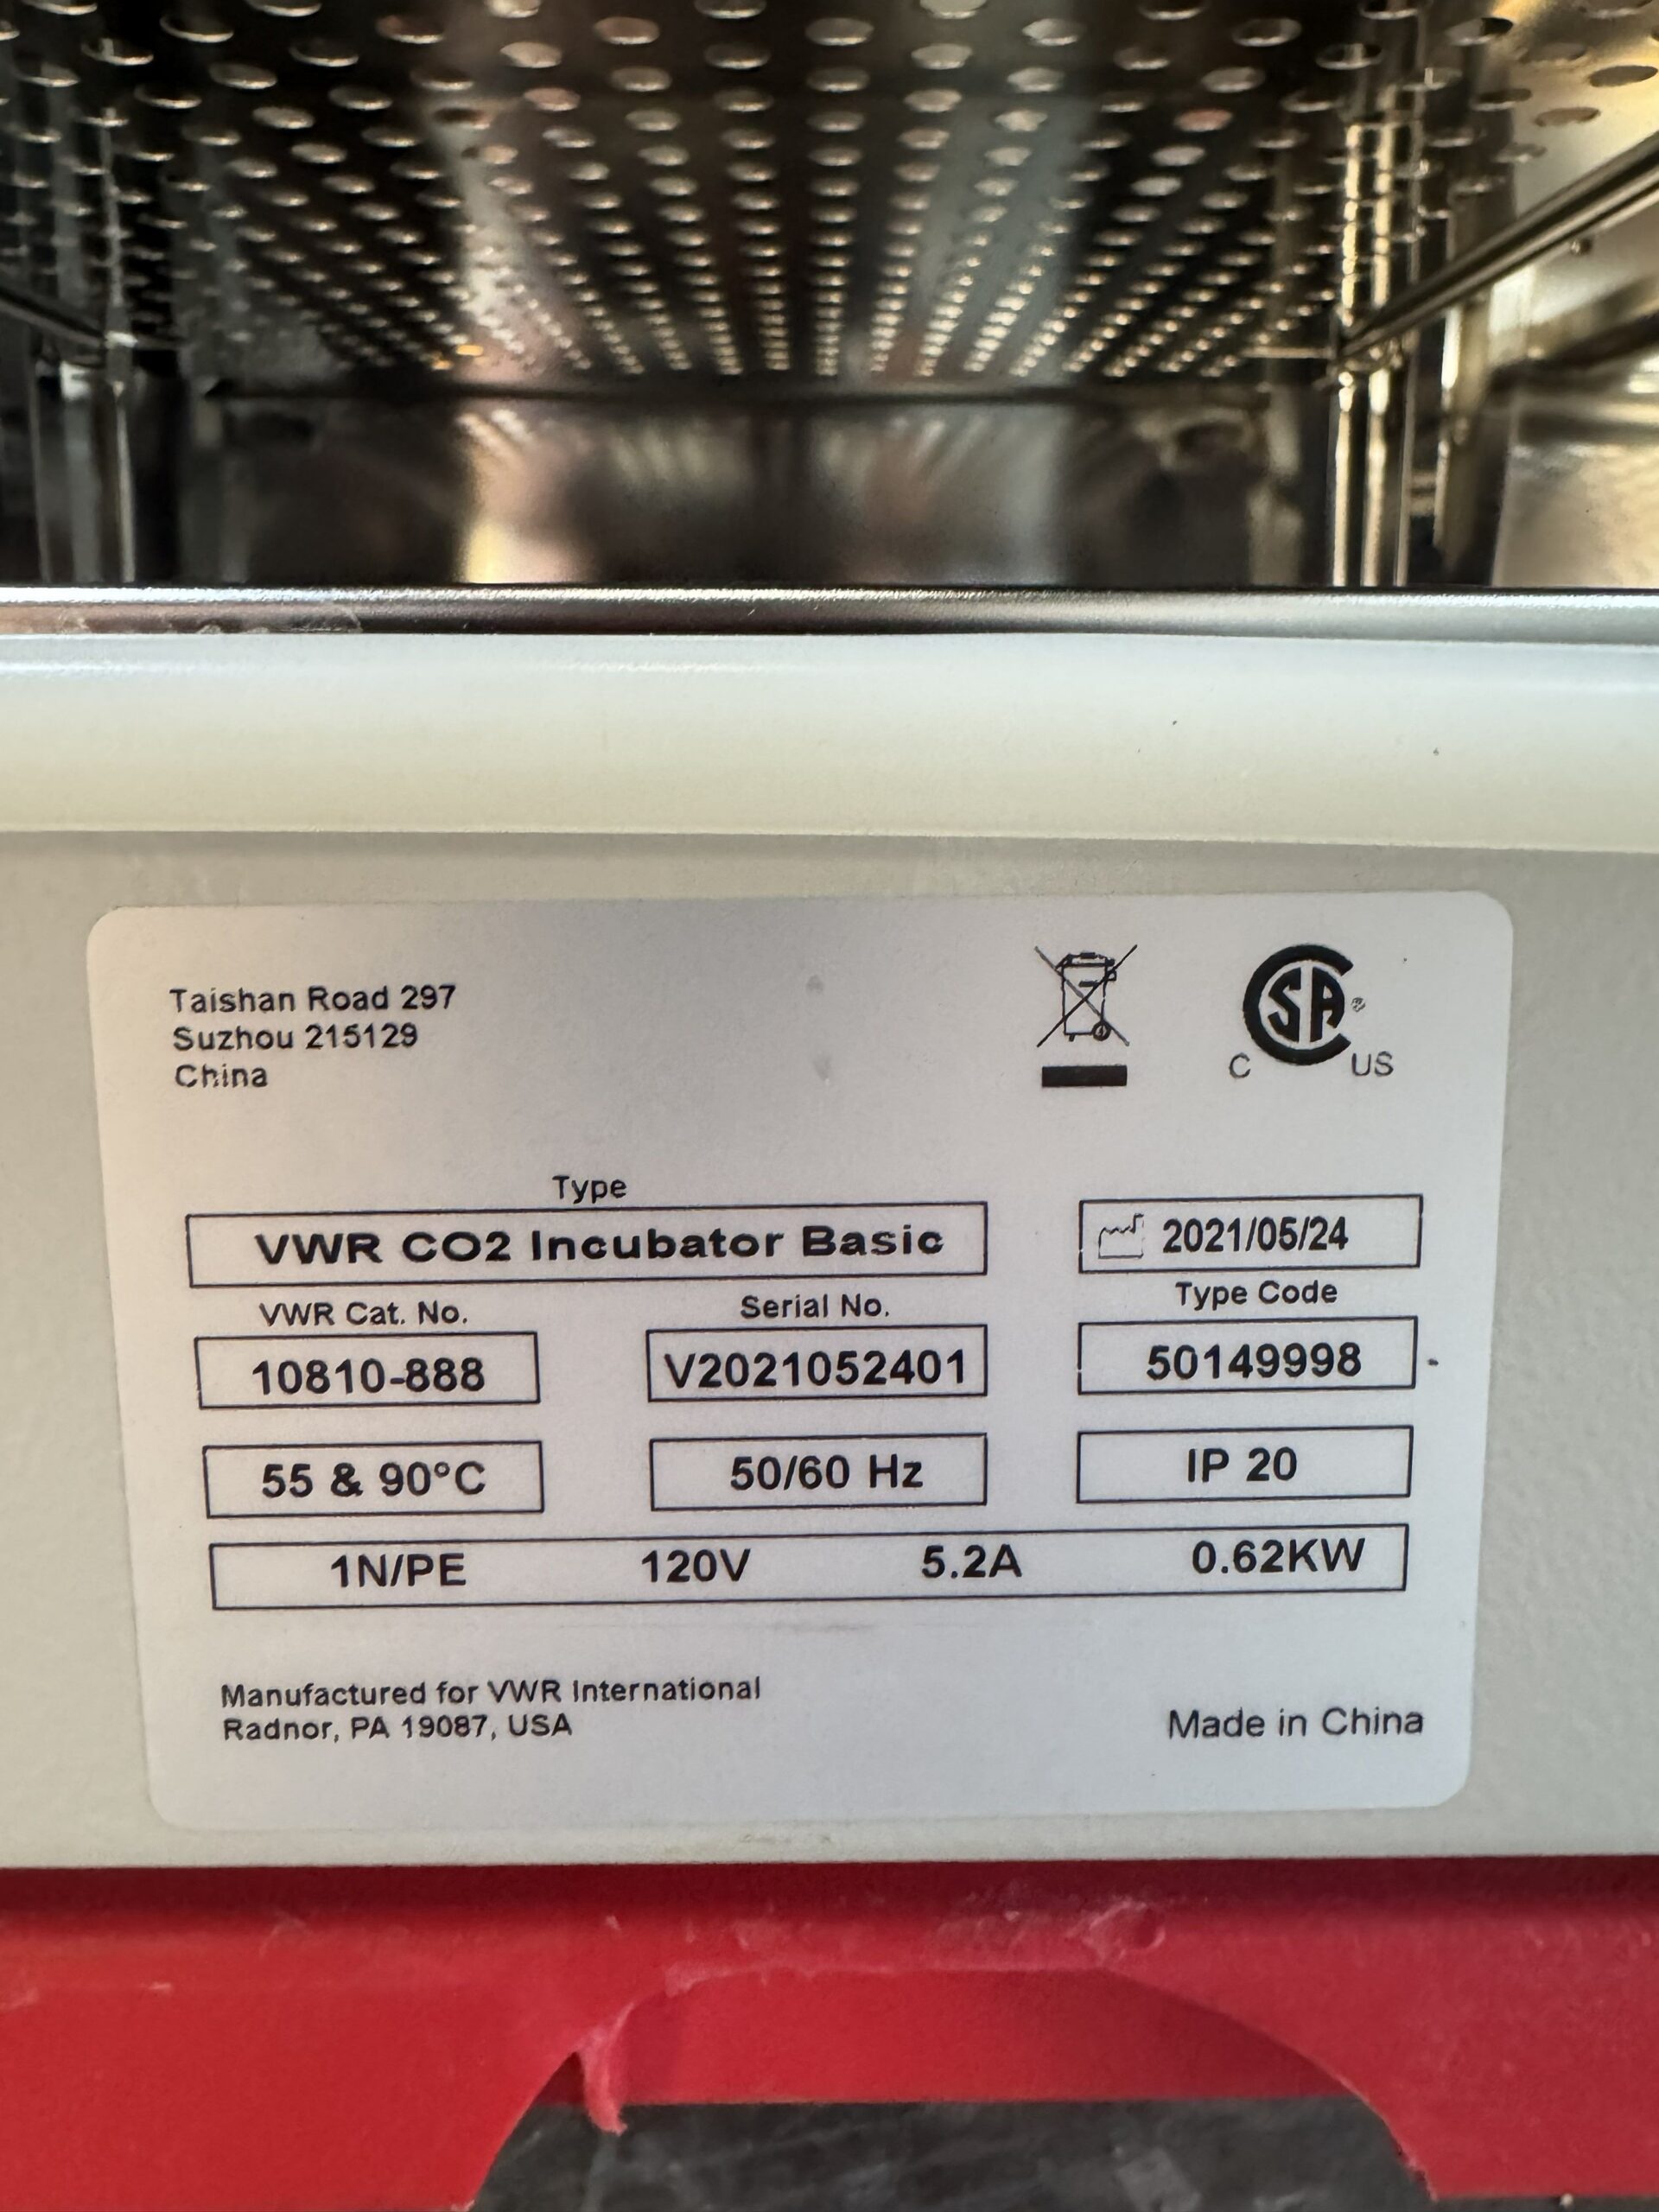 Taishan Road 297
Suzhou 215129
China
CSA®
C US
Type
VWR CO2 Incubator Basic
2021/05/24
VWR Cat. No. Serial No. Type Code
10810-888 V2021052401 50149998
55 & 90°C 50/60 Hz IP 20
1N/PE 120V 5.2A 0.62KW
Manufactured for VWR International
Radnor, PA 19087, USA
Made in China